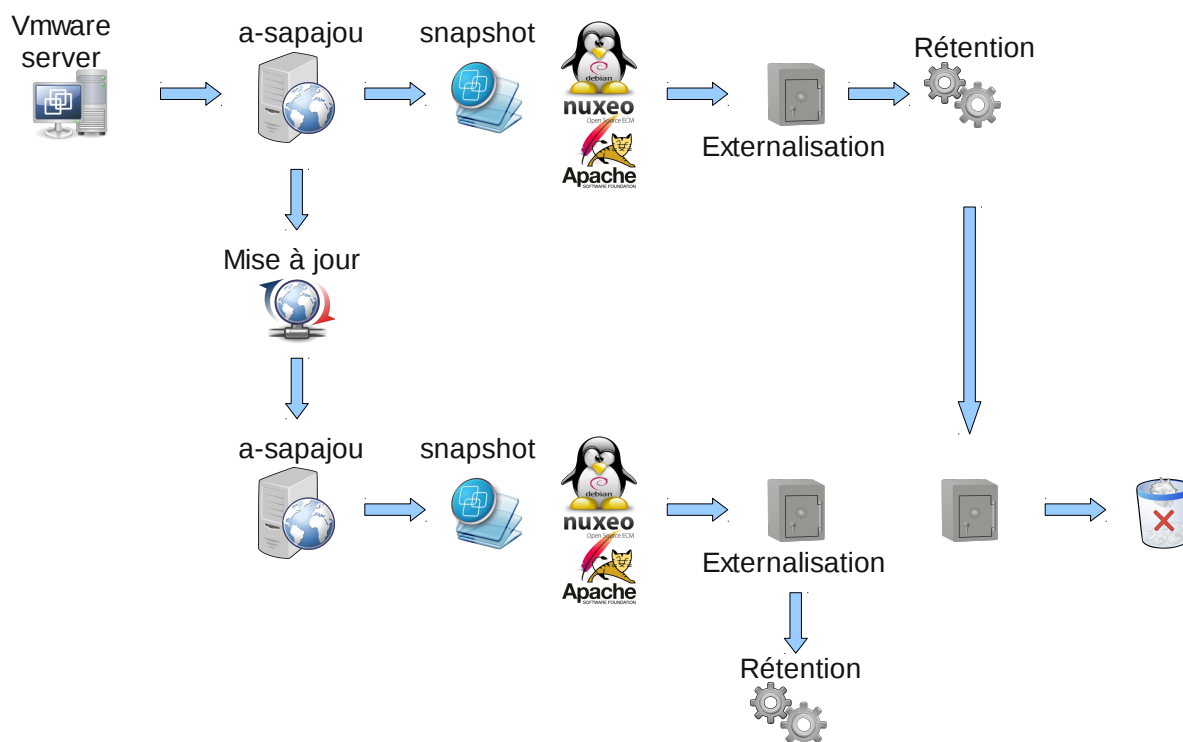 Vmware
server
a-sapajou
snapshot
debian
nuxeo
Open Source ECM
Apache
SOFTWARE FOUNDATION
Externalisation
Rétention
Mise à jour
a-sapajou
snapshot
debian
nuxeo
Open Source ECM
Apache
SOFTWARE FOUNDATION
Externalisation
Rétention